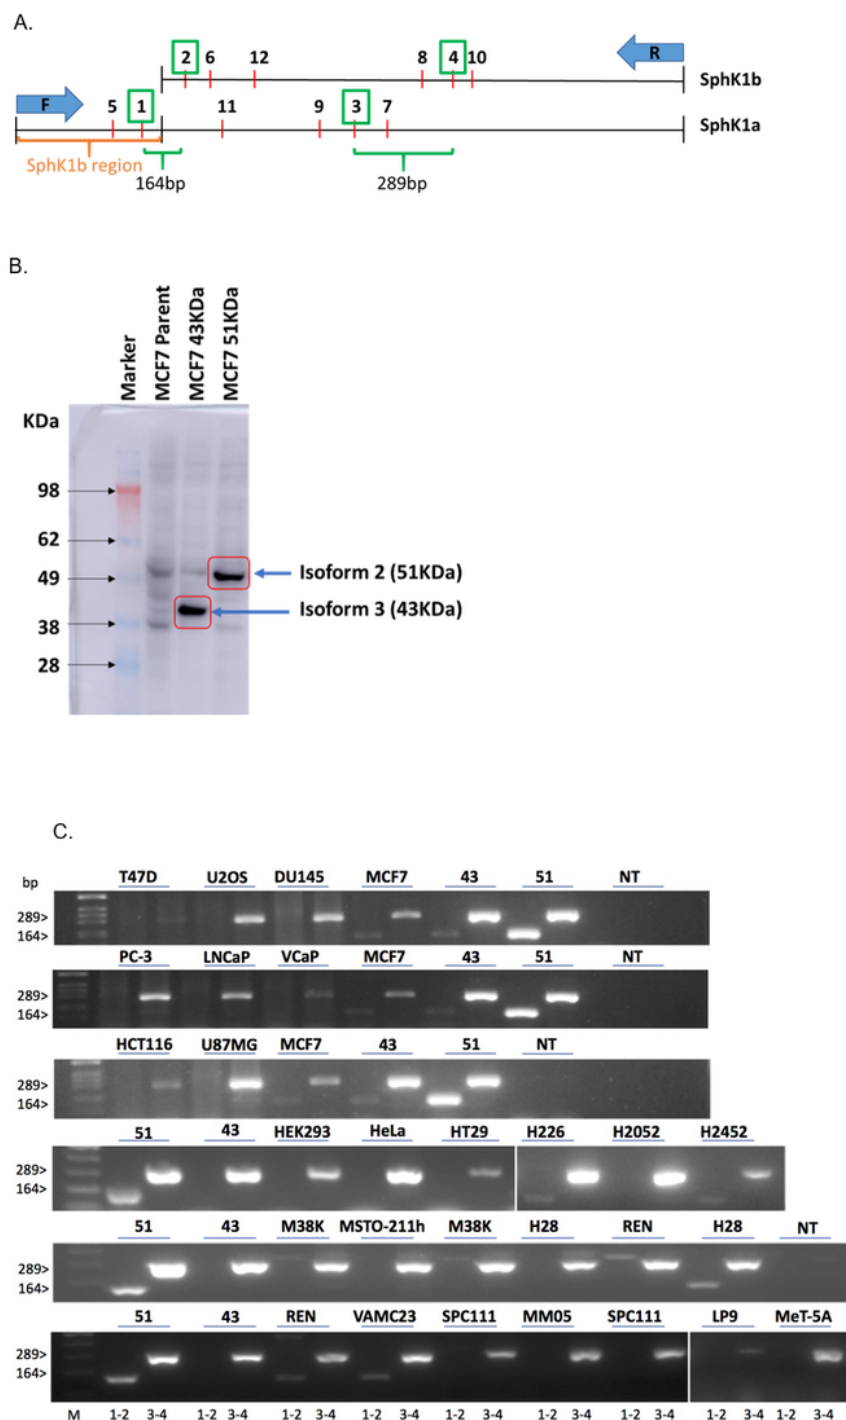 A.
2 6 12 8 4 10 R
SphK1b
F 5 1 11 9 3 7
SphK1a
SphK1b region
164bp 289bp
B.
Marker
MCF7 Parent
MCF7 43KDa
MCF7 51KDa
KDa
98
62
49
38
28
Isoform 2 (51KDa)
Isoform 3 (43KDa)
C.
bp T47D U2OS DU145 MCF7 43 51 NT
289>
164>
PC-3 LNCaP VCaP MCF7 43 51 NT
289>
164>
HCT116 U87MG MCF7 43 51 NT
289>
164>
51 43 HEK293 HeLa HT29 H226 H2052 H2452
289>
164>
51 43 M38K MSTO-211h M38K H28 REN H28 NT
289>
164>
51 43 REN VAMC23 SPC111 MM05 SPC111 LP9 MeT-5A
289>
164>
M 1-2 3-4 1-2 3-4 1-2 3-4 1-2 3-4 1-2 3-4 1-2 3-4 1-2 3-4 1-2 3-4 1-2 3-4